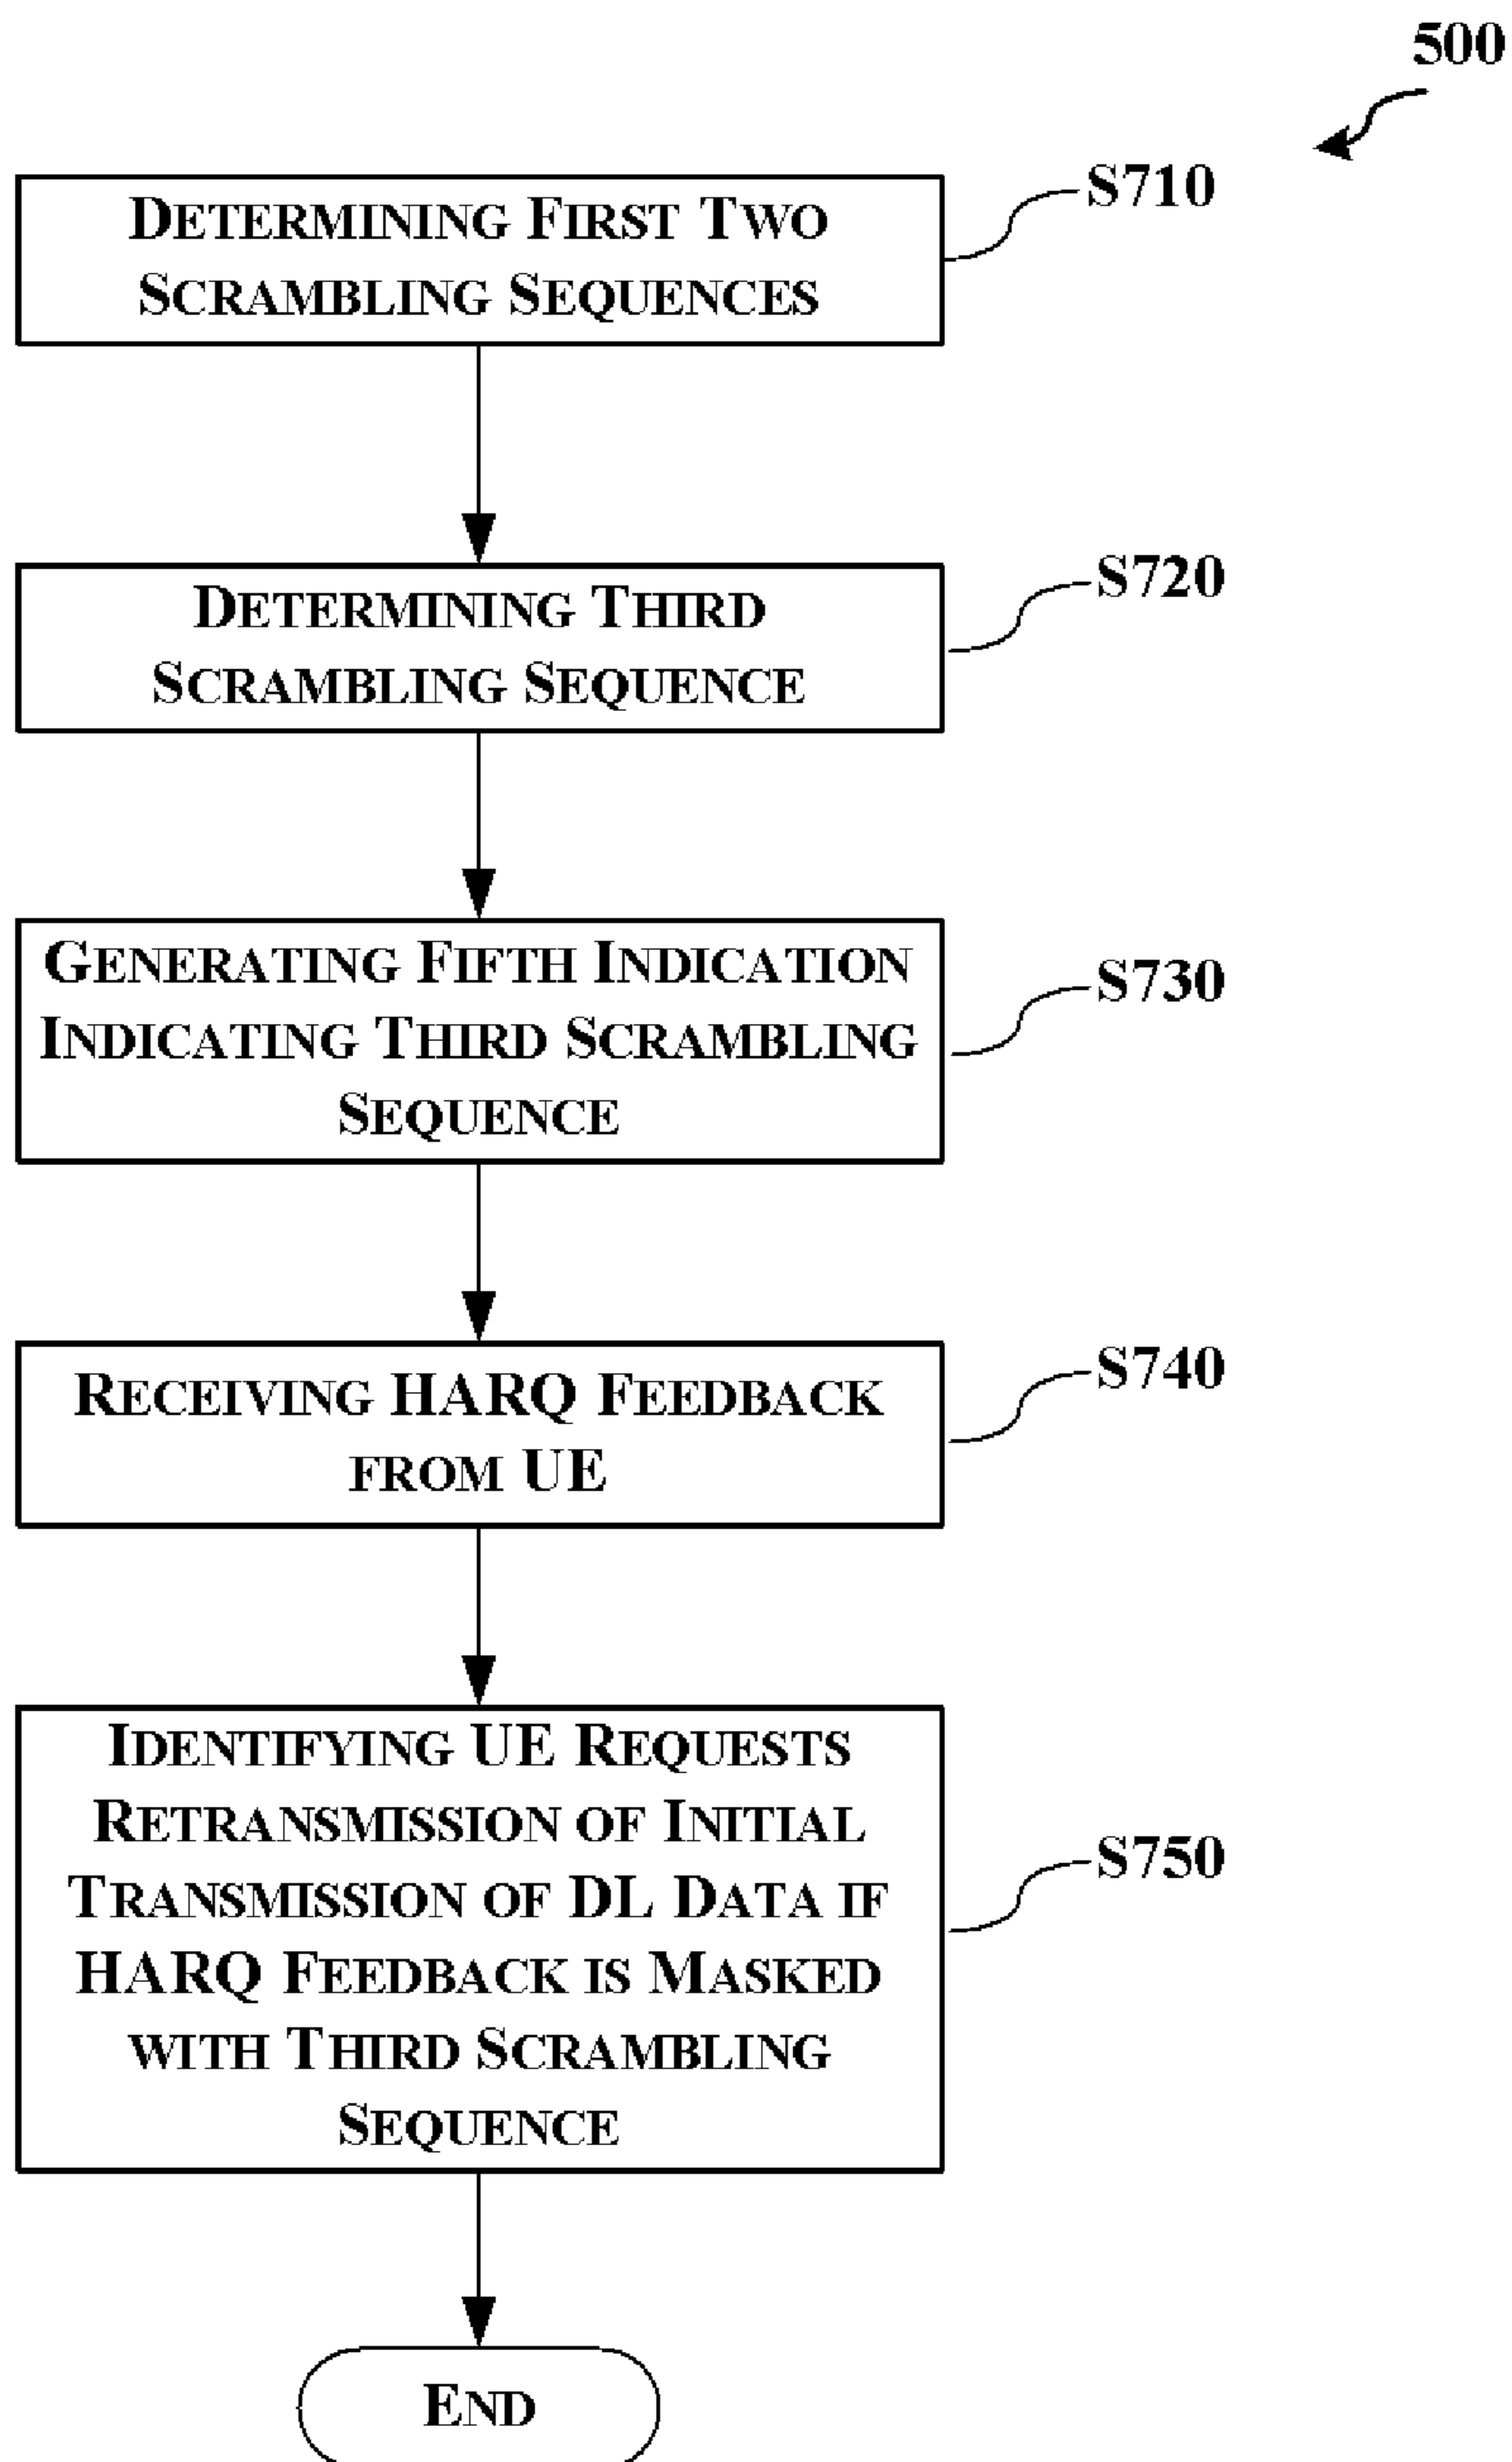 500
DETERMINING FIRST TWO
SCRAMBLING SEQUENCES
S710
DETERMINING THIRD
SCRAMBLING SEQUENCE
S720
GENERATING FIFTH INDICATION
INDICATING THIRD SCRAMBLING
SEQUENCE
S730
RECEIVING HARQ FEEDBACK
FROM UE
S740
IDENTIFYING UE REQUESTS
RETRANSMISSION OF INITIAL
TRANSMISSION OF DL DATA IF
HARQ FEEDBACK IS MASKED
WITH THIRD SCRAMBLING
SEQUENCE
S750
END